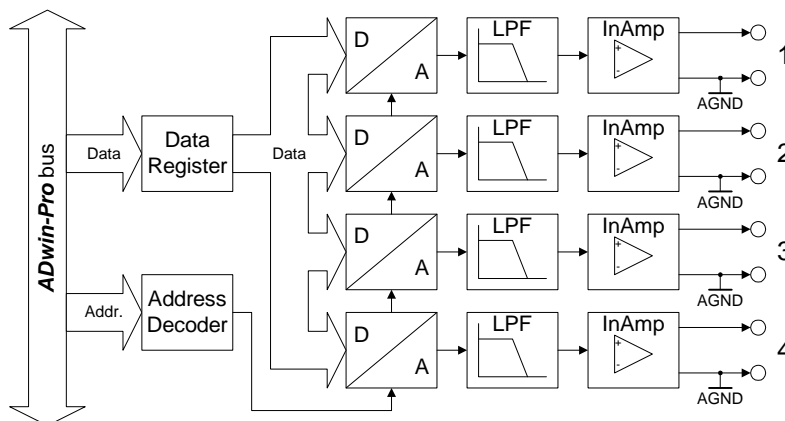 ADwin-Pro bus
Data
Data
Register
Data
Addr.
Address
Decoder
D
A
LPF
InAmp
+
-
AGND
1
D
A
LPF
InAmp
+
-
AGND
2
D
A
LPF
InAmp
+
-
AGND
3
D
A
LPF
InAmp
+
-
AGND
4